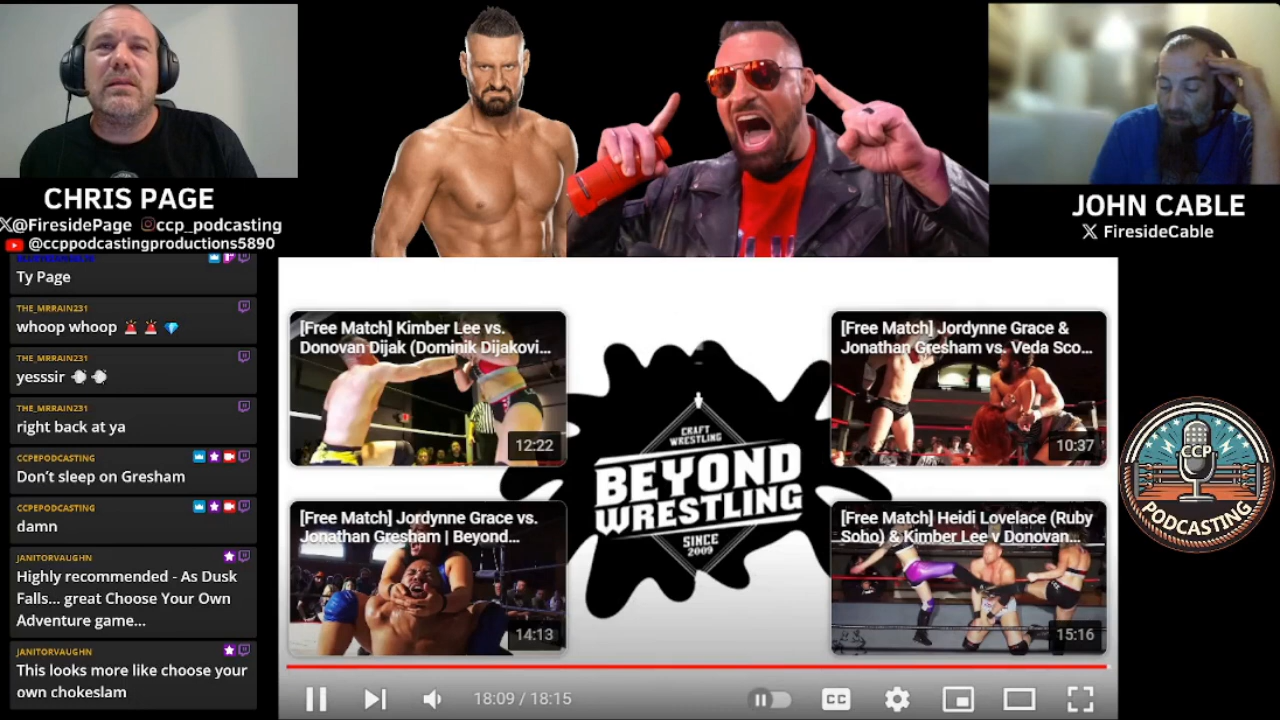 CHRIS PAGE
X@FiresidePage ccp_podcasting
@ccppodcastingproductions5890
JOHN CABLE
X FiresideCable
Ty Page
THE_MRRAIN231
whoop whoop 🚨 🚨 💎
THE_MRRAIN231
yesssir
THE_MRRAIN231
right back at ya
CCPEPODCASTING
Don't sleep on Gresham
CCPEPODCASTING
damn
JANITORVAUGHN
Highly recommended - As Dusk
Falls... great Choose Your Own
Adventure game...
JANITORVAUGHN
This looks more like choose your
own chokeslam
[Free Match] Kimber Lee vs.
Donovan Dijak (Dominik Dijakovi...
12:22
[Free Match] Jordynne Grace &
Jonathan Gresham vs. Veda Sco...
10:37
[Free Match] Jordynne Grace vs.
Jonathan Gresham | Beyond...
14:13
[Free Match] Heidi Lovelace (Ruby
Soho) & Kimber Lee v Donovan...
15:16
CRAFT
WRESTLING
BEYOND
WRESTLING
SINCE
2009
18:09 / 18:15
CC
CCP
PODCASTING